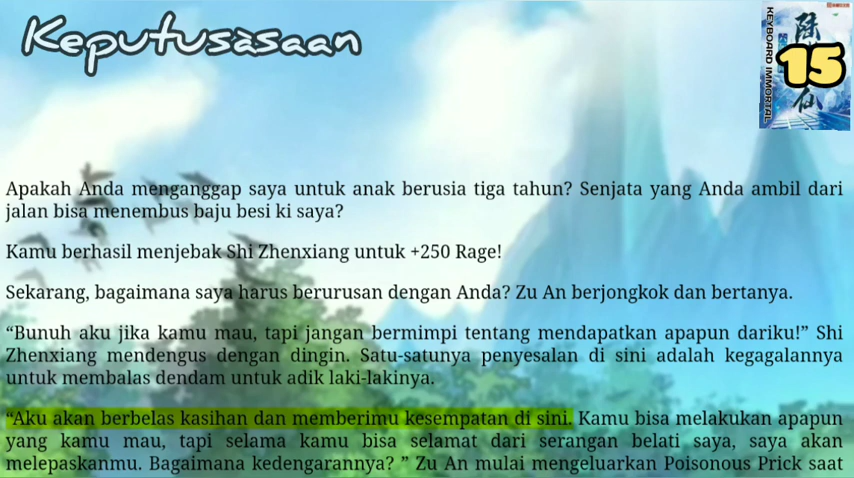 Keputusasaan
KEYBOARD IMMORTAL
15
Apakah Anda menganggap saya untuk anak berusia tiga tahun? Senjata yang Anda ambil dari
jalan bisa menembus baju besi ki saya?
Kamu berhasil menjebak Shi Zhenxiang untuk +250 Rage!
Sekarang, bagaimana saya harus berurusan dengan Anda? Zu An berjongkok dan bertanya.
“Bunuh aku jika kamu mau, tapi jangan bermimpi tentang mendapatkan apapun dariku!” Shi
Zhenxiang mendengus dengan dingin. Satu-satunya penyesalan di sini adalah kegagalannya
untuk membalas dendam untuk adik laki-lakinya.
“Aku akan berbelas kasihan dan memberimu kesempatan di sini. Kamu bisa melakukan apapun
yang kamu mau, tapi selama kamu bisa selamat dari serangan belati saya, saya akan
melepaskanmu. Bagaimana kedengarannya? ” Zu An mulai mengeluarkan Poisonous Prick saat